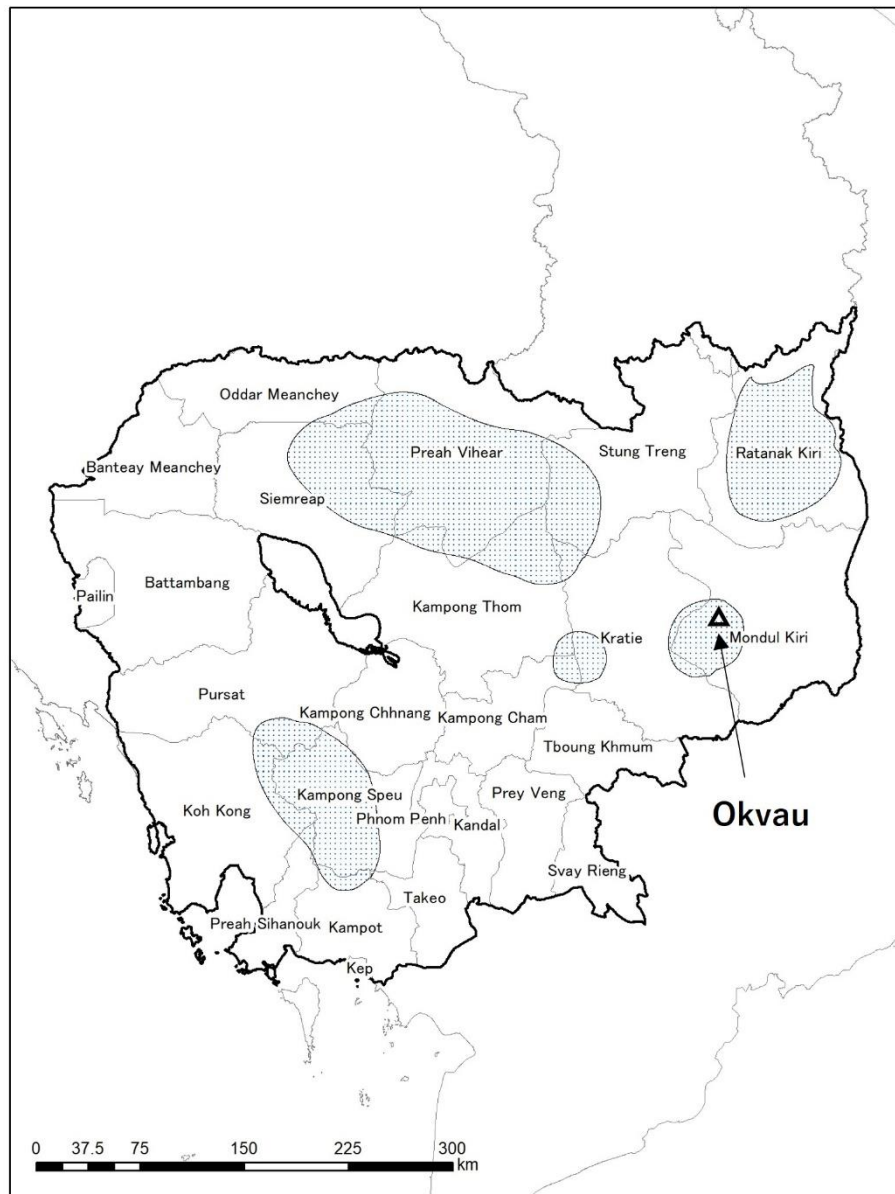 Oddar Meanchey
Preah Vihear
Stung Treng
Ratanak Kiri
Banteay Meanchey
Siemreap
Battambang
Pailin
Kampong Thom
Kratie
Mondul Kiri
Pursat
Kampong Chhnang
Kampong Cham
Tboung Khmum
Koh Kong
Kampong Speu
Phnom Penh
Kandal
Prey Veng
Okvau
Svay Rieng
Takeo
Preah Sihanouk
Kampot
Kep
0 37.5 75 150 225 300
km